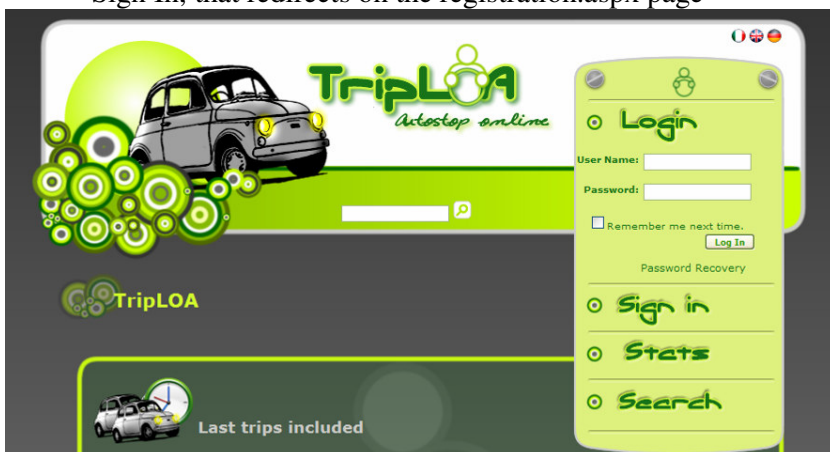 Sign In, that redirects on the registration.aspx page
TripLOA
Autostop online
Login
User Name:
Password:
Remember me next time.
Log In
Password Recovery
TripLOA
Sign in
Stats
Search
Last trips included